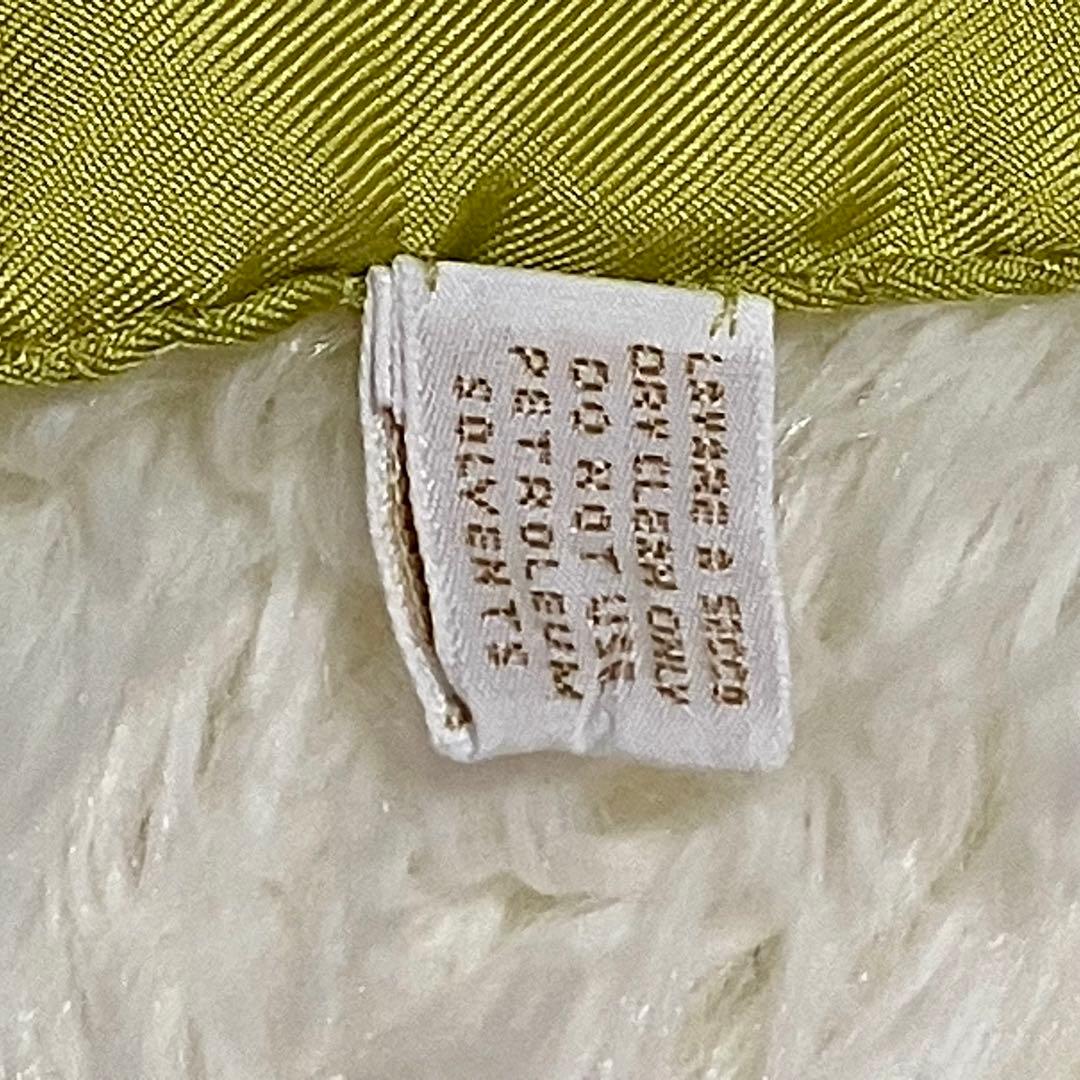 LAVARE A SECCO
DRY CLEAN ONLY
DO NOT USE
PETROLEUM
SOLVENTS